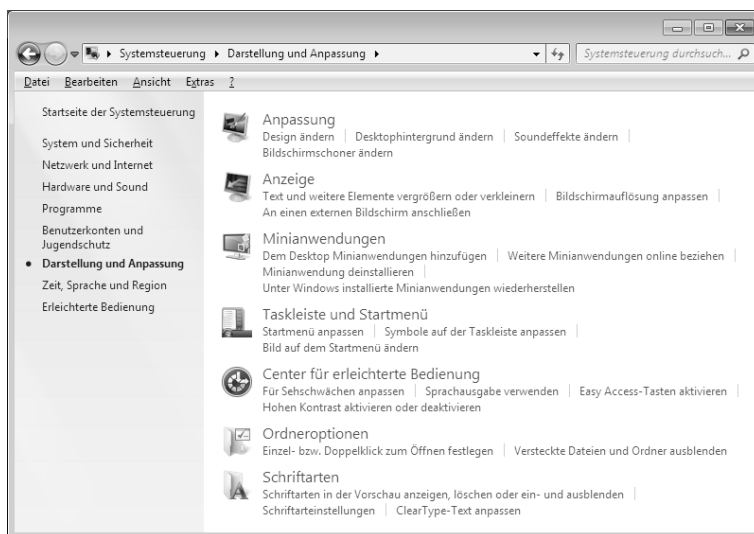 Systemsteuerung ▸ Darstellung und Anpassung ▸
Systemsteuerung durchsuch...
Datei Bearbeiten Ansicht Extras ?
Startseite der Systemsteuerung
System und Sicherheit
Netzwerk und Internet
Hardware und Sound
Programme
Benutzerkonten und
Jugendschutz
Darstellung und Anpassung
Zeit, Sprache und Region
Erleichterte Bedienung
Anpassung
Design ändern | Desktophintergrund ändern | Soundeffekte ändern |
Bildschirmschoner ändern
Anzeige
Text und weitere Elemente vergrößern oder verkleinern | Bildschirmauflösung anpassen |
An einen externen Bildschirm anschließen
Minianwendungen
Dem Desktop Minianwendungen hinzufügen | Weitere Minianwendungen online beziehen |
Minianwendung deinstallieren |
Unter Windows installierte Minianwendungen wiederherstellen
Taskleiste und Startmenü
Startmenü anpassen | Symbole auf der Taskleiste anpassen |
Bild auf dem Startmenü ändern
Center für erleichterte Bedienung
Für Sehschwächen anpassen | Sprachausgabe verwenden | Easy Access-Tasten aktivieren |
Hohen Kontrast aktivieren oder deaktivieren
Ordneroptionen
Einzel- bzw. Doppelklick zum Öffnen festlegen | Versteckte Dateien und Ordner ausblenden
Schriftarten
Schriftarten in der Vorschau anzeigen, löschen oder ein- und ausblenden |
Schriftarteinstellungen | ClearType-Text anpassen